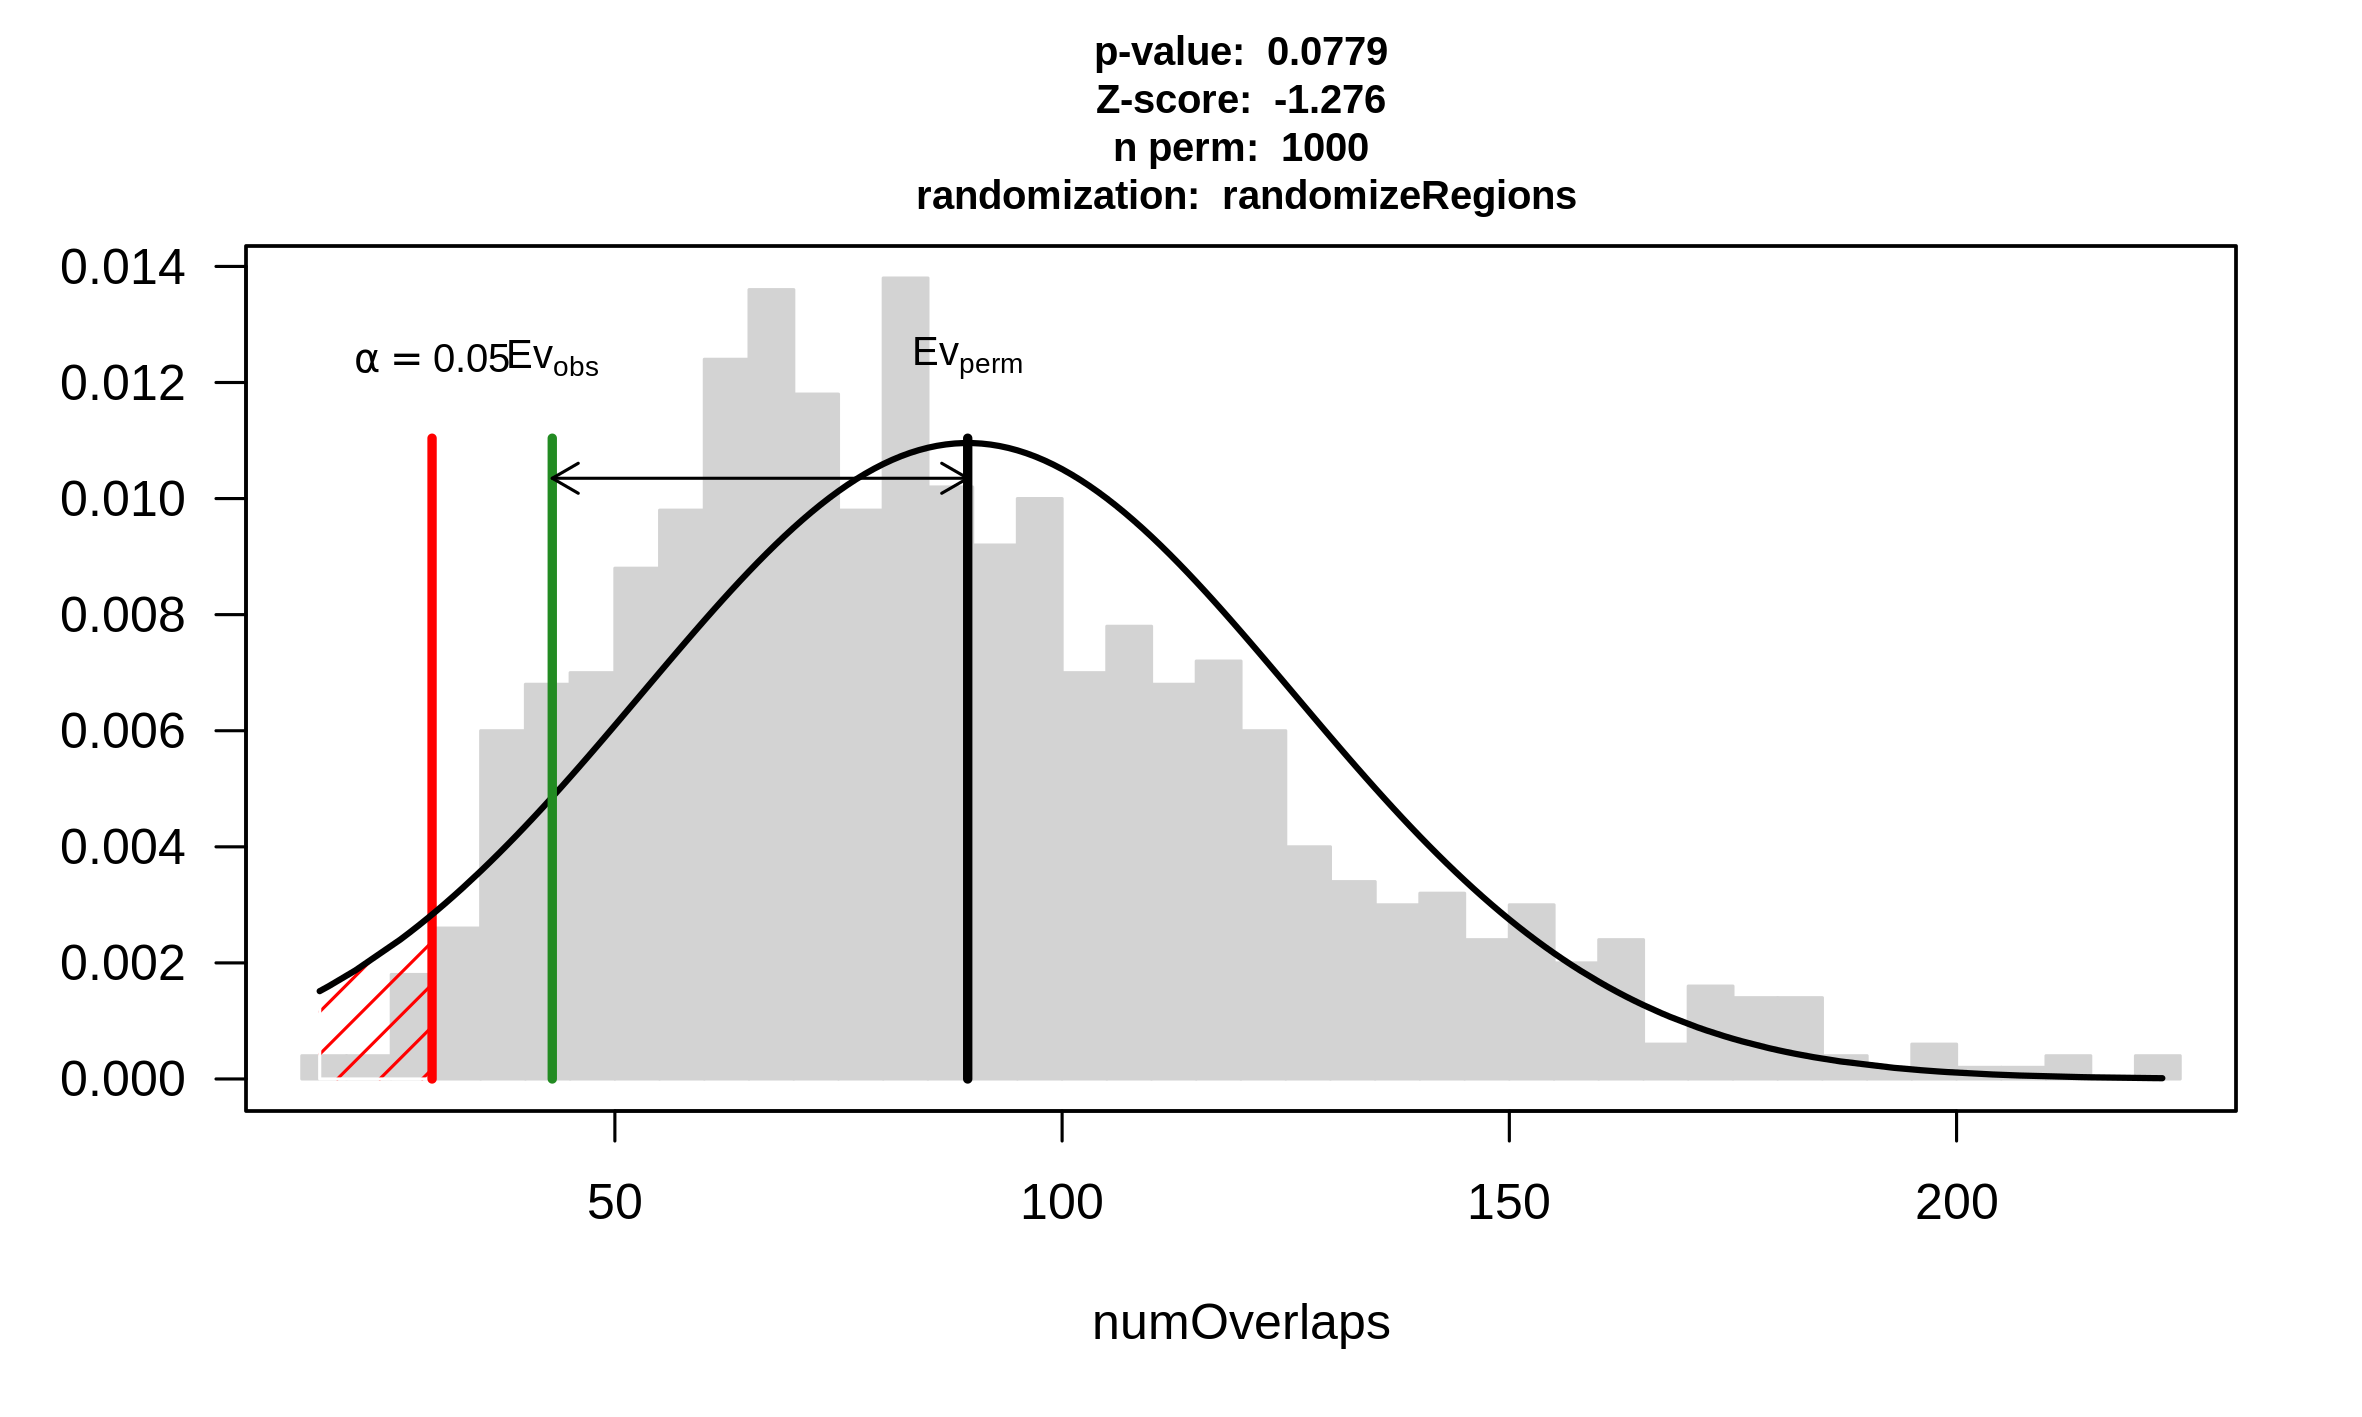 p-value: 0.0779
Z-score: -1.276
n perm: 1000
randomization: randomizeRegions
0.014
0.012
0.010
0.008
0.006
0.004
0.002
0.000
α = 0.05
Evobs
Evperm
50 100 150 200
numOverlaps